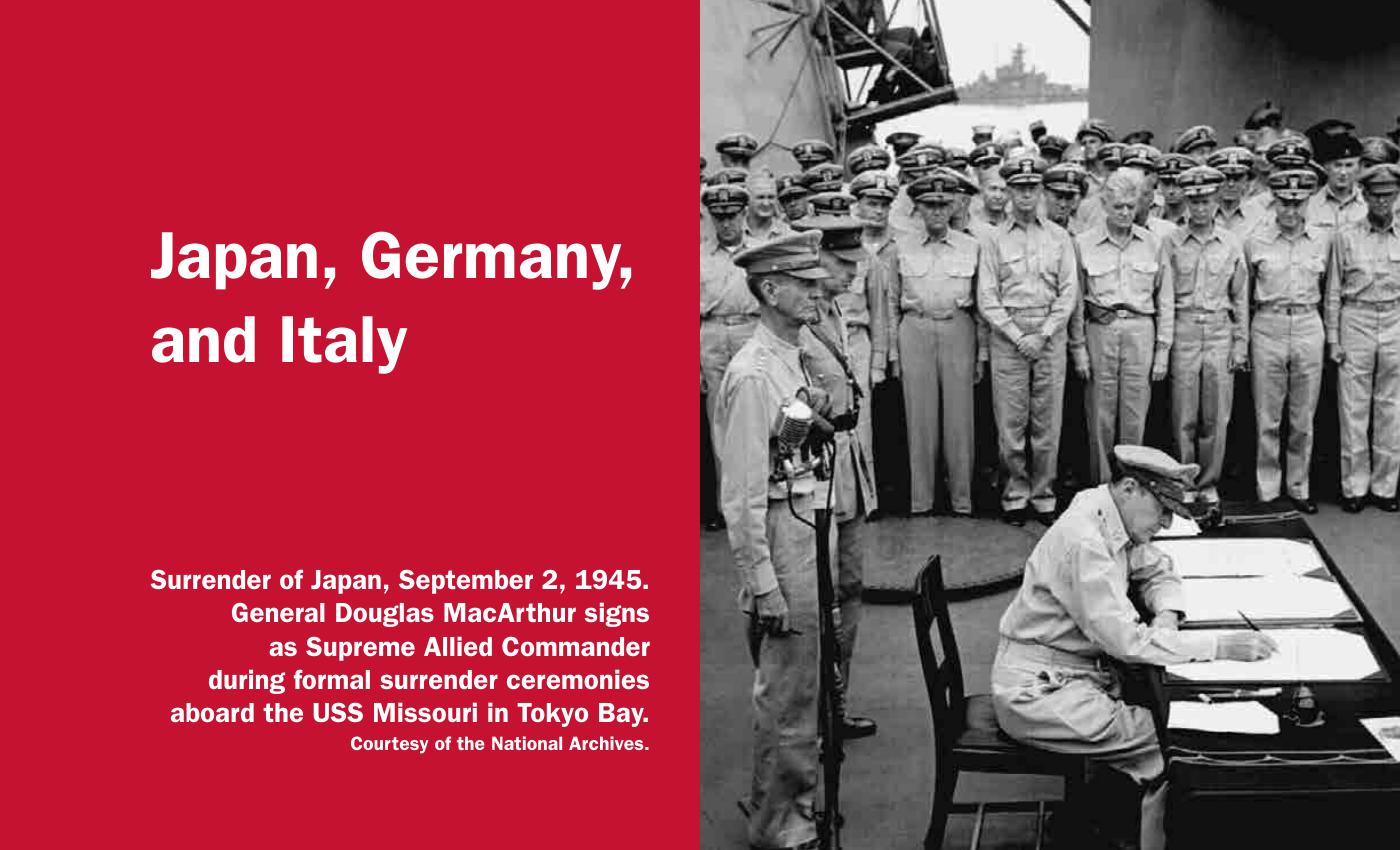 Japan, Germany,
and Italy
Surrender of Japan, September 2, 1945.
General Douglas MacArthur signs
as Supreme Allied Commander
during formal surrender ceremonies
aboard the USS Missouri in Tokyo Bay.
Courtesy of the National Archives.